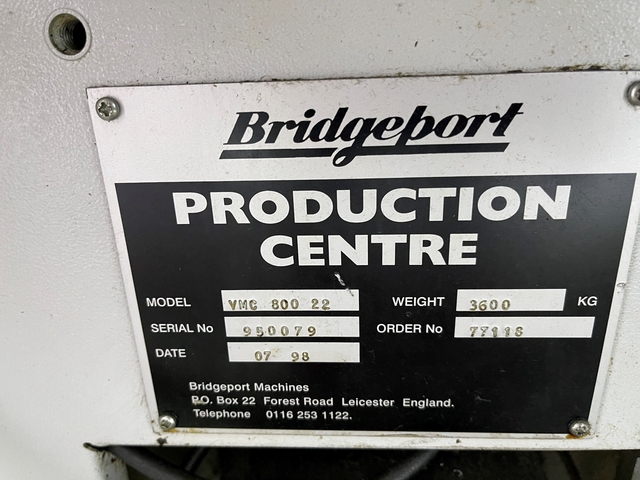 Bridgeport
PRODUCTION
CENTRE
MODEL VMC 800 22 WEIGHT 3600 KG
SERIAL No 950079 ORDER No
DATE 07 98
Bridgeport Machines
P.O. Box 22 Forest Road Leicester England.
Telephone 0116 253 1122.